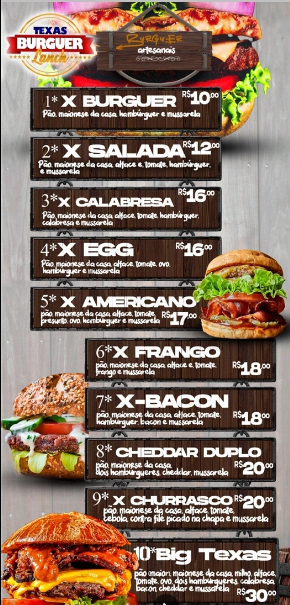 TEXAS
BURGUER
Lanch
BURGUER
artesanais
1* X BURGUER R$10,00
Pão, maionese da casa, hambúrguer e mussarela
2* X SALADA R$12,00
Pão, maionese da casa, alface e, tomate, hambúrguer,
e mussarela
3* X CALABRESA R$16,00
Pão, maionese da casa, alface, tomate, hambúrguer,
calabresa e mussarela
4* X EGG R$16,00
Pão, maionese da casa, alface, tomate, ovo,
hambúrguer e mussarela
5* X AMERICANO
pão, maionese da casa, alface, tomate,
presunto, ovo, hambúrguer e mussarela R$17,00
6* X FRANGO
pão, maionese da casa, alface e, tomate,
frango e mussarela R$18,00
7* X-BACON
pão, maionese da casa, alface, tomate,
hambúrguer, bacon e mussarela R$18,00
8* CHEDDAR DUPLO
pão, maionese da casa,
dois hambúrgueres, cheddar, mussarela R$20,00
9* X CHURRASCO R$20,00
pão, maionese da casa, alface, tomate,
cebola, contra filé picado na chapa e mussarela
10* Big Texas
pão maior, maionese da casa, milho, alface,
tomate, ovo, dois hambúrgueres, calabresa,
bacon, cheddar e mussarela R$30,00